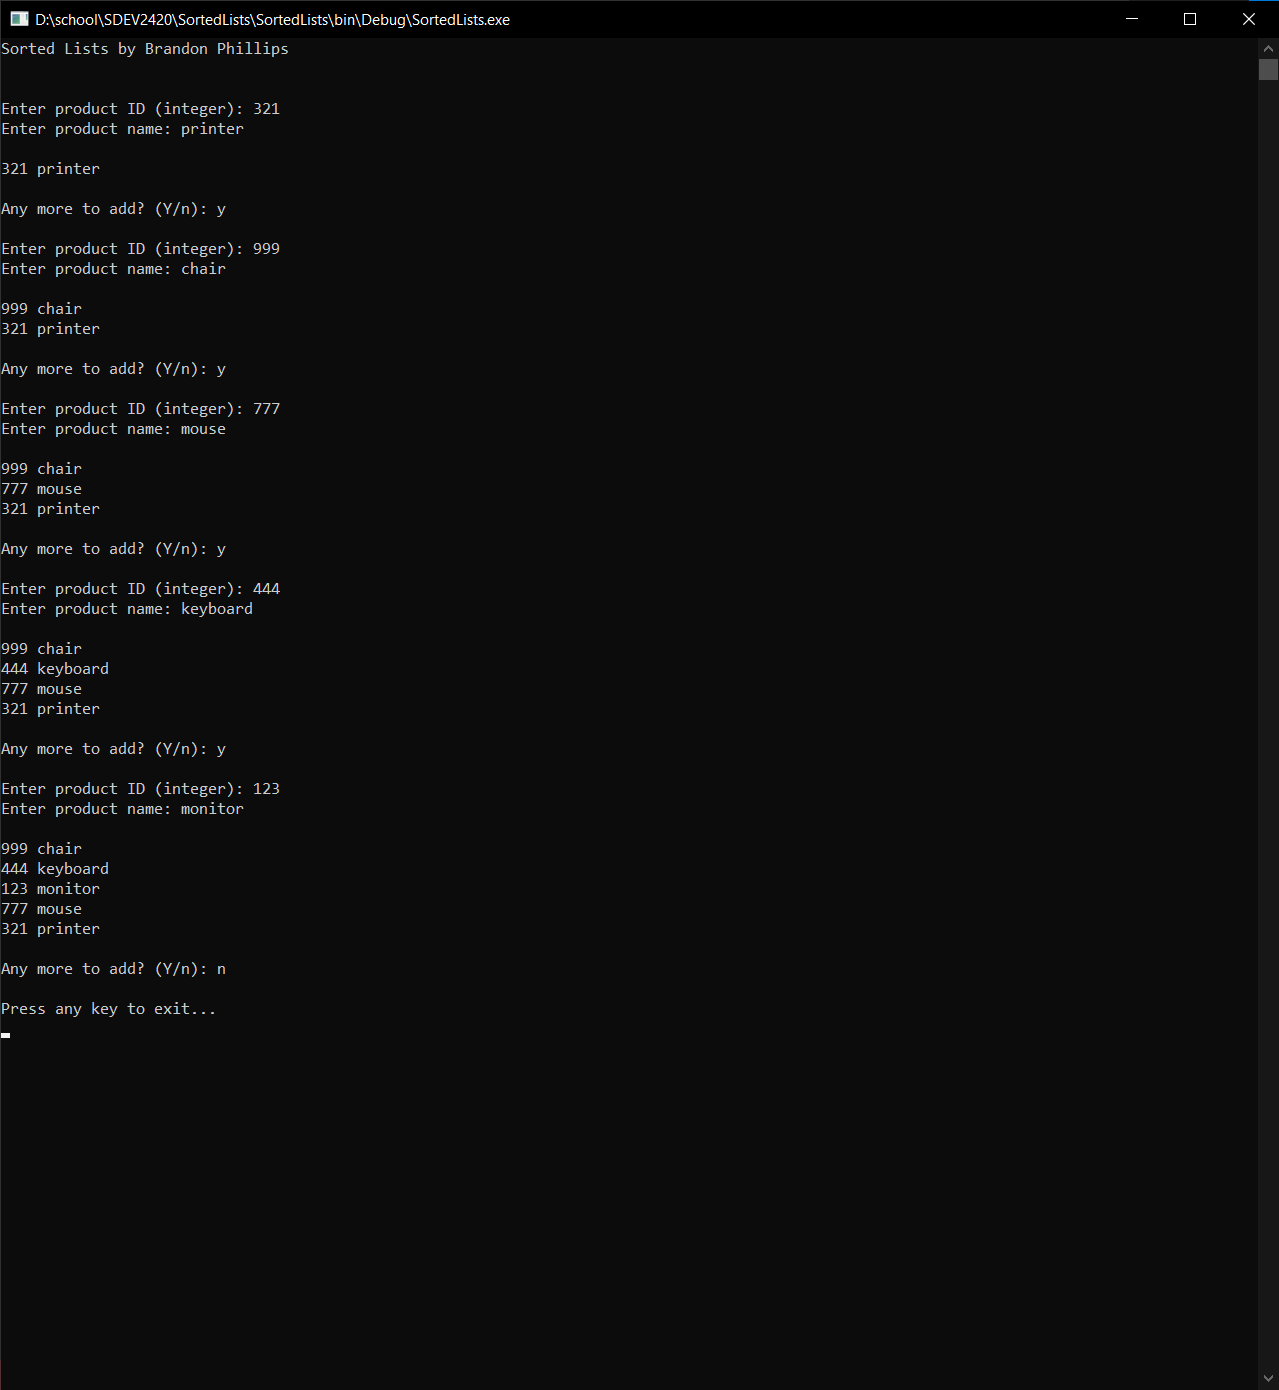 D:\school\SDEV2420\SortedLists\SortedLists\bin\Debug\SortedLists.exe
Sorted Lists by Brandon Phillips
Enter product ID (integer): 321
Enter product name: printer
321 printer
Any more to add? (Y/n): y
Enter product ID (integer): 999
Enter product name: chair
999 chair
321 printer
Any more to add? (Y/n): y
Enter product ID (integer): 777
Enter product name: mouse
999 chair
777 mouse
321 printer
Any more to add? (Y/n): y
Enter product ID (integer): 444
Enter product name: keyboard
999 chair
444 keyboard
777 mouse
321 printer
Any more to add? (Y/n): y
Enter product ID (integer): 123
Enter product name: monitor
999 chair
444 keyboard
123 monitor
777 mouse
321 printer
Any more to add? (Y/n): n
Press any key to exit...